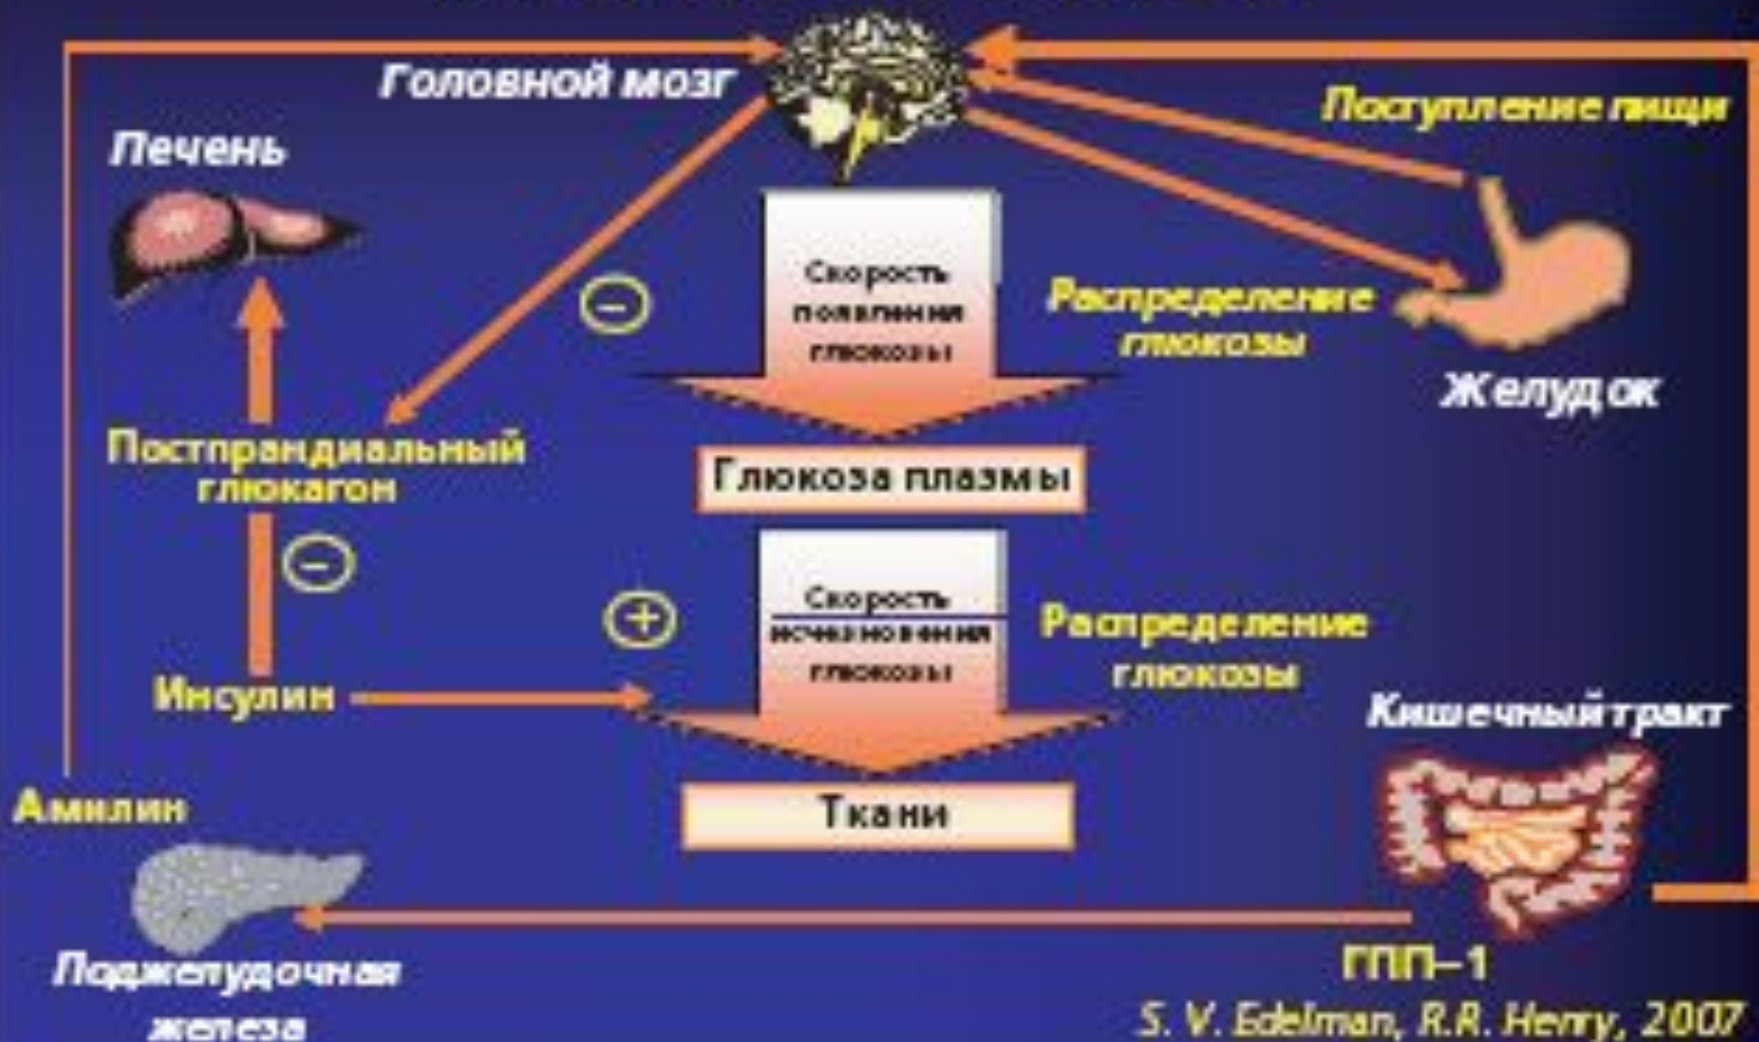 Головной мозг
Поступление пищи
Печень
Скорость
появления
глюкозы
Распределение
глюкозы
Желудок
Постпрандиальный
глюкагон
Глюкоза плазмы
−
−
+
Скорость
исчезновения
глюкозы
Распределение
глюкозы
Инсулин
Кишечный тракт
Амилин
Ткани
Поджелудочная
железа
ГПП–1
S. V. Edelman, R.R. Henry, 2007